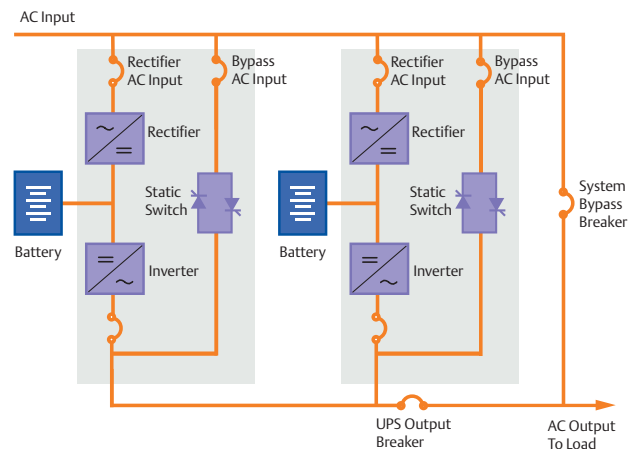 AC Input
Rectifier
AC Input
Bypass
AC Input
Rectifier
AC Input
Bypass
AC Input
Rectifier
Rectifier
Static
Switch
Static
Switch
System
Bypass
Breaker
Battery
Inverter
Battery
Inverter
UPS Output
Breaker
AC Output
To Load